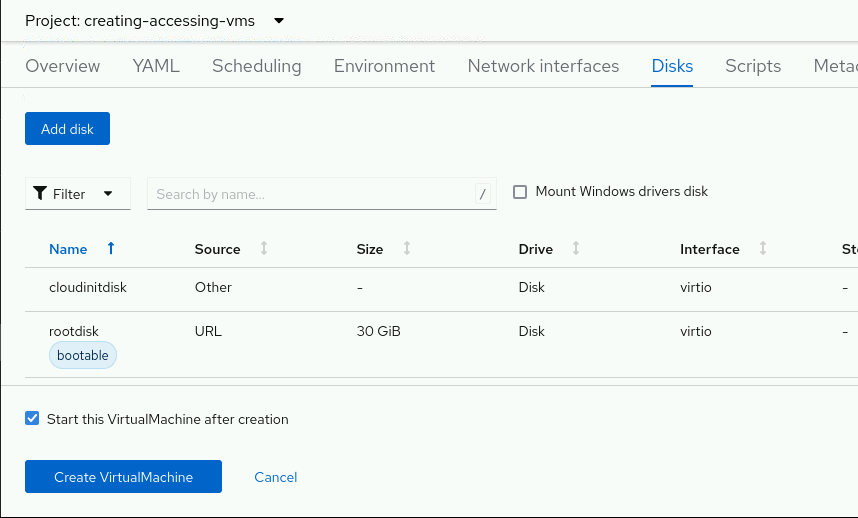 Project: creating-accessing-vms
Overview YAML Scheduling Environment Network interfaces Disks Scripts Metac
Add disk
Filter Search by name... / Mount Windows drivers disk
Name Source Size Drive Interface Sto
cloudinitdisk Other - Disk virtio -
rootdisk URL 30 GiB Disk virtio -
bootable
Start this VirtualMachine after creation
Create VirtualMachine Cancel